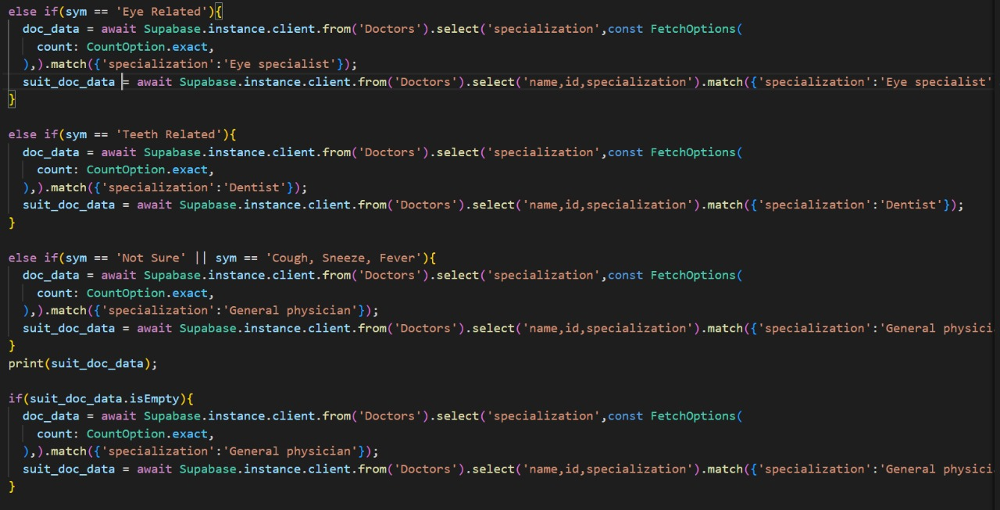 else if(sym == 'Eye Related'){
doc_data = await Supabase.instance.client.from('Doctors').select('specialization',const FetchOptions(
count: CountOption.exact,
),).match({'specialization':'Eye specialist'});
suit_doc_data = await Supabase.instance.client.from('Doctors').select('name,id,specialization').match({'specialization':'Eye specialist'
}
else if(sym == 'Teeth Related'){
doc_data = await Supabase.instance.client.from('Doctors').select('specialization',const FetchOptions(
count: CountOption.exact,
),).match({'specialization':'Dentist'});
suit_doc_data = await Supabase.instance.client.from('Doctors').select('name,id,specialization').match({'specialization':'Dentist'});
}
else if(sym == 'Not Sure' || sym == 'Cough, Sneeze, Fever'){
doc_data = await Supabase.instance.client.from('Doctors').select('specialization',const FetchOptions(
count: CountOption.exact,
),).match({'specialization':'General physician'});
suit_doc_data = await Supabase.instance.client.from('Doctors').select('name,id,specialization').match({'specialization':'General physici
}
print(suit_doc_data);
if(suit_doc_data.isEmpty){
doc_data = await Supabase.instance.client.from('Doctors').select('specialization',const FetchOptions(
count: CountOption.exact,
),).match({'specialization':'General physician'});
suit_doc_data = await Supabase.instance.client.from('Doctors').select('name,id,specialization').match({'specialization':'General physici
}